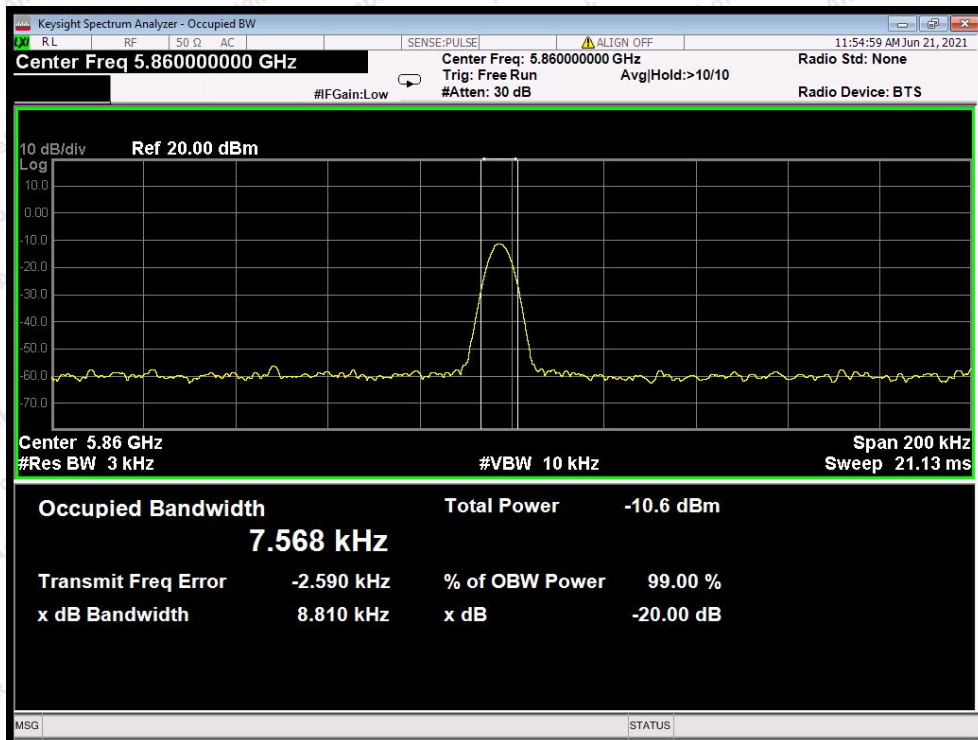 Keysight Spectrum Analyzer - Occupied BW
LXI RL RF 50 Ω AC SENSE:PULSE ALIGN OFF 11:54:59 AM Jun 21, 2021
Center Freq 5.860000000 GHz Center Freq: 5.860000000 GHz Radio Std: None
Trig: Free Run Avg|Hold:>10/10
#IFGain:Low #Atten: 30 dB Radio Device: BTS
10 dB/div Ref 20.00 dBm
Log
10.0
0.00
-10.0
-20.0
-30.0
-40.0
-50.0
-60.0
-70.0
Center 5.86 GHz Span 200 kHz
#Res BW 3 kHz #VBW 10 kHz Sweep 21.13 ms
Occupied Bandwidth Total Power -10.6 dBm
7.568 kHz
Transmit Freq Error -2.590 kHz % of OBW Power 99.00 %
x dB Bandwidth 8.810 kHz x dB -20.00 dB
MSG STATUS